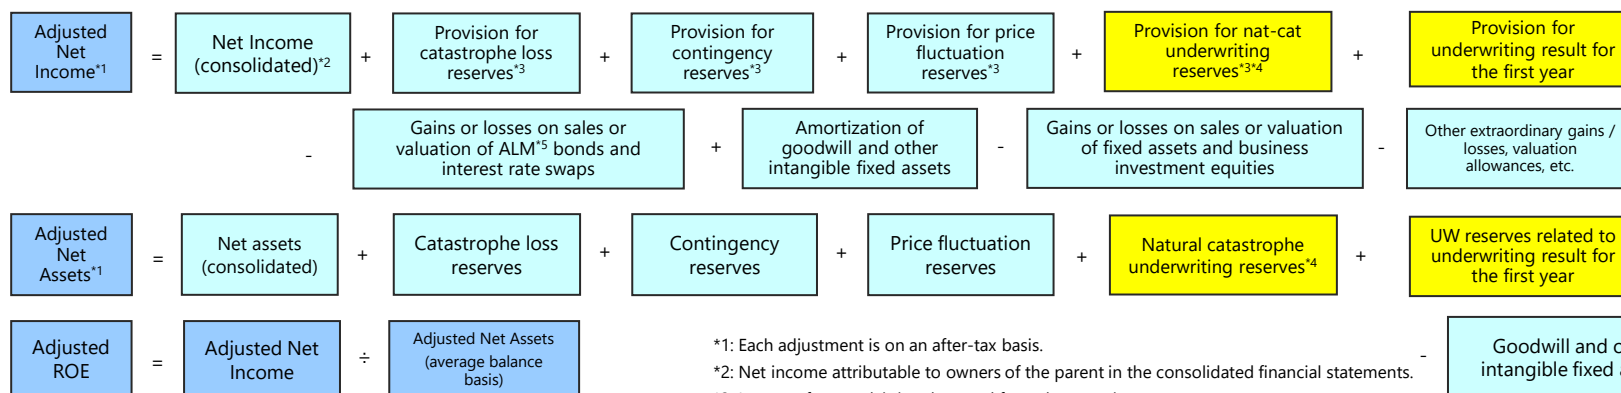 Adjusted
Net
Income*1
=
Net Income
(consolidated)*2
+
Provision for
catastrophe loss
reserves*3
+
Provision for
contingency
reserves*3
+
Provision for price
fluctuation
reserves*3
+
Provision for nat-cat
underwriting
reserves*3*4
+
Provision for
underwriting result for
the first year
-
Gains or losses on sales or
valuation of ALM*5 bonds and
interest rate swaps
+
Amortization of
goodwill and other
intangible fixed assets
-
Gains or losses on sales or valuation
of fixed assets and business
investment equities
-
Other extraordinary gains /
losses, valuation
allowances, etc.
Adjusted
Net
Assets*1
=
Net assets
(consolidated)
+
Catastrophe loss
reserves
+
Contingency
reserves
+
Price fluctuation
reserves
+
Natural catastrophe
underwriting reserves*4
+
UW reserves related to
underwriting result for
the first year
-
Goodwill and
intangible fixed
Adjusted
ROE
=
Adjusted Net
Income
÷
Adjusted Net Assets
(average balance
basis)
*1: Each adjustment is on an after-tax basis.
*2: Net income attributable to owners of the parent in the consolidated financial statements.